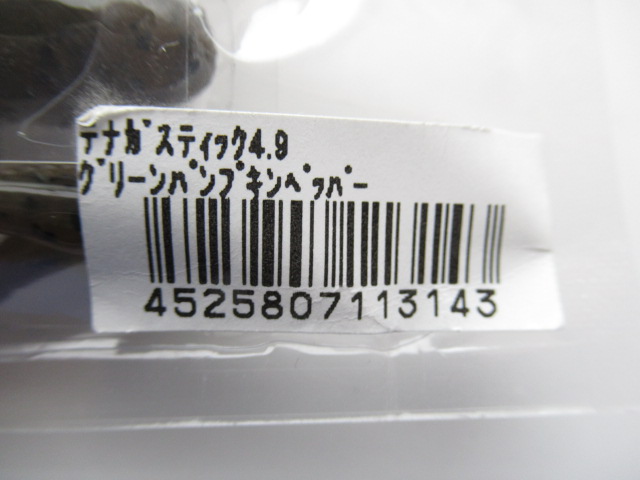 ﾃﾅｶﾞｽﾃｨｯｸ4.9
ｸﾞﾘｰﾝﾊﾟﾝﾌﾟｷﾝﾍﾟｯﾊﾟｰ
4525807113143